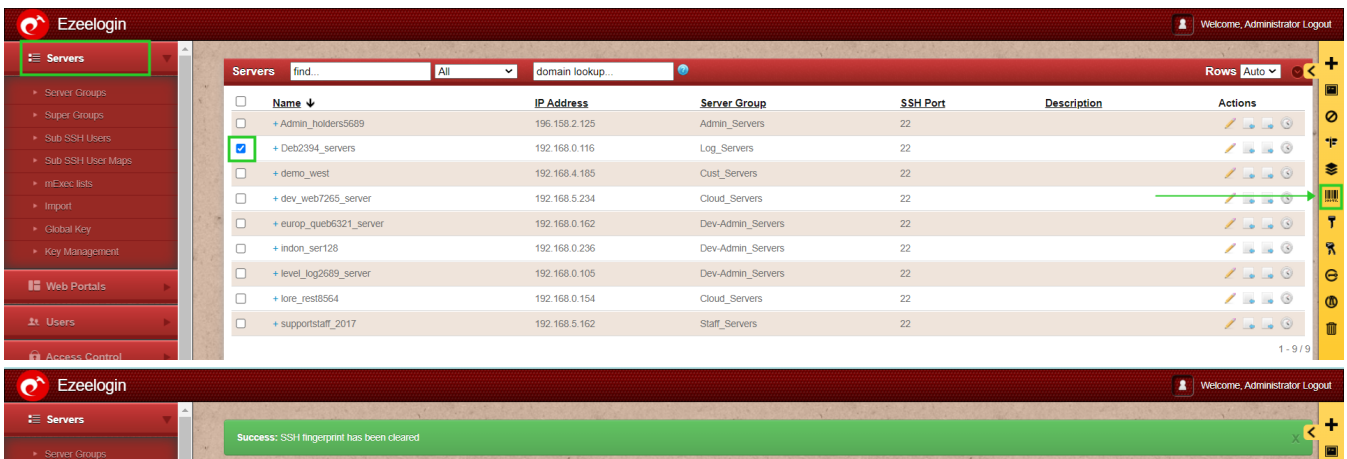 Ezeelogin
Welcome, Administrator Logout
Servers
Server Groups
Super Groups
Sub SSH Users
Sub SSH User Maps
mExec lists
Import
Global Key
Key Management
Web Portals
Users
Access Control
Servers find... All domain lookup... Rows Auto
Name IP Address Server Group SSH Port Description Actions
+ Admin_holders5689 196.158.2.125 Admin_Servers 22
+ Deb2394_servers 192.168.0.116 Log_Servers 22
+ demo_west 192.168.4.185 Cust_Servers 22
+ dev_web7265_server 192.168.5.234 Cloud_Servers 22
+ europ_queb6321_server 192.168.0.162 Dev-Admin_Servers 22
+ indon_ser128 192.168.0.236 Dev-Admin_Servers 22
+ level_log2689_server 192.168.0.105 Dev-Admin_Servers 22
+ lore_rest8564 192.168.0.154 Cloud_Servers 22
+ supportstaff_2017 192.168.5.162 Staff_Servers 22
1 - 9 / 9
Ezeelogin
Welcome, Administrator Logout
Servers
Server Groups
Success: SSH fingerprint has been cleared X